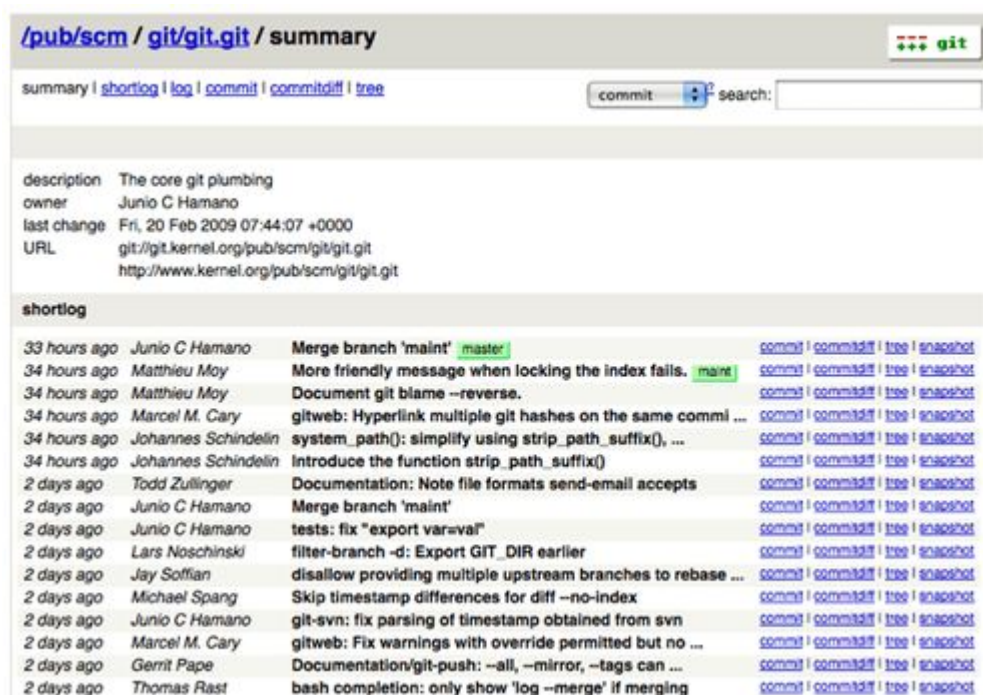 /pub/scm / git/git.git / summary
git
summary | shortlog | log | commit | commitdiff | tree
commit ? search:
description The core git plumbing
owner Junio C Hamano
last change Fri, 20 Feb 2009 07:44:07 +0000
URL git://git.kernel.org/pub/scm/git/git.git
http://www.kernel.org/pub/scm/git/git.git
shortlog
33 hours ago Junio C Hamano Merge branch 'maint' master commit | commitdiff | tree | snapshot
34 hours ago Matthieu Moy More friendly message when locking the index fails. maint commit | commitdiff | tree | snapshot
34 hours ago Matthieu Moy Document git blame --reverse. commit | commitdiff | tree | snapshot
34 hours ago Marcel M. Cary gitweb: Hyperlink multiple git hashes on the same commi ... commit | commitdiff | tree | snapshot
34 hours ago Johannes Schindelin system_path(): simplify using strip_path_suffix(), ... commit | commitdiff | tree | snapshot
34 hours ago Johannes Schindelin Introduce the function strip_path_suffix() commit | commitdiff | tree | snapshot
2 days ago Todd Zullinger Documentation: Note file formats send-email accepts commit | commitdiff | tree | snapshot
2 days ago Junio C Hamano Merge branch 'maint' commit | commitdiff | tree | snapshot
2 days ago Junio C Hamano tests: fix "export var=val" commit | commitdiff | tree | snapshot
2 days ago Lars Noschinski filter-branch -d: Export GIT_DIR earlier commit | commitdiff | tree | snapshot
2 days ago Jay Soffian disallow providing multiple upstream branches to rebase ... commit | commitdiff | tree | snapshot
2 days ago Michael Spang Skip timestamp differences for diff --no-index commit | commitdiff | tree | snapshot
2 days ago Junio C Hamano git-svn: fix parsing of timestamp obtained from svn commit | commitdiff | tree | snapshot
2 days ago Marcel M. Cary gitweb: Fix warnings with override permitted but no ... commit | commitdiff | tree | snapshot
2 days ago Gerrit Pape Documentation/git-push: --all, --mirror, --tags can ... commit | commitdiff | tree | snapshot
2 days ago Thomas Rast bash completion: only show 'log --merge' if merging commit | commitdiff | tree | snapshot